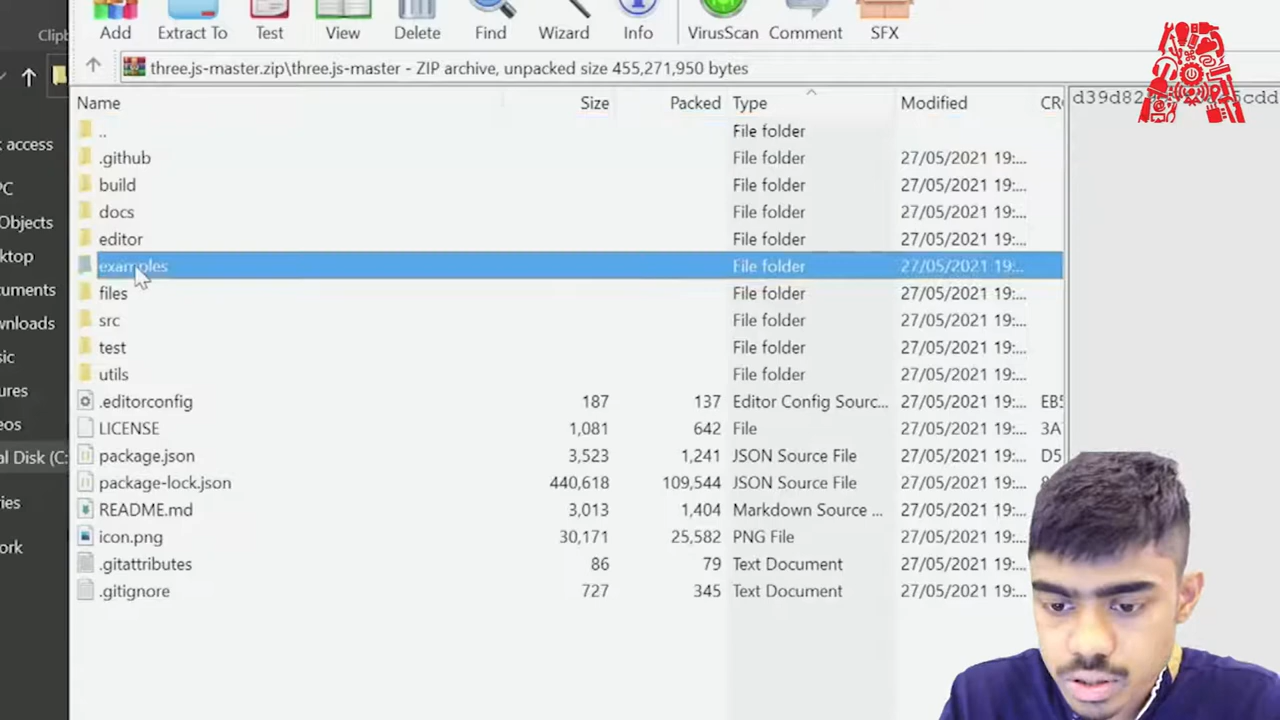 Clipb
Add Extract To Test View Delete Find Wizard Info VirusScan Comment SFX
three.js-master.zip\three.js-master - ZIP archive, unpacked size 455,271,950 bytes
Name Size Packed Type Modified CR
.. File folder
.github File folder 27/05/2021 19:...
build File folder 27/05/2021 19:...
docs File folder 27/05/2021 19:...
editor File folder 27/05/2021 19:...
examples File folder 27/05/2021 19:...
files File folder 27/05/2021 19:...
src File folder 27/05/2021 19:...
test File folder 27/05/2021 19:...
utils File folder 27/05/2021 19:...
.editorconfig 187 137 Editor Config Sourc... 27/05/2021 19:... EB5
LICENSE 1,081 642 File 27/05/2021 19:... 3A
package.json 3,523 1,241 JSON Source File 27/05/2021 19:... D5
package-lock.json 440,618 109,544 JSON Source File 27/05/2021 19:...
README.md 3,013 1,404 Markdown Source ... 27/05/2021 19:...
icon.png 30,171 25,582 PNG File 27/05/2021 19:...
.gitattributes 86 79 Text Document 27/05/2021 19:...
.gitignore 727 345 Text Document 27/05/2021 19:...
k access
PC
Objects
ktop
cuments
wnloads
sic
ures
eos
al Disk (C:
ries
ork